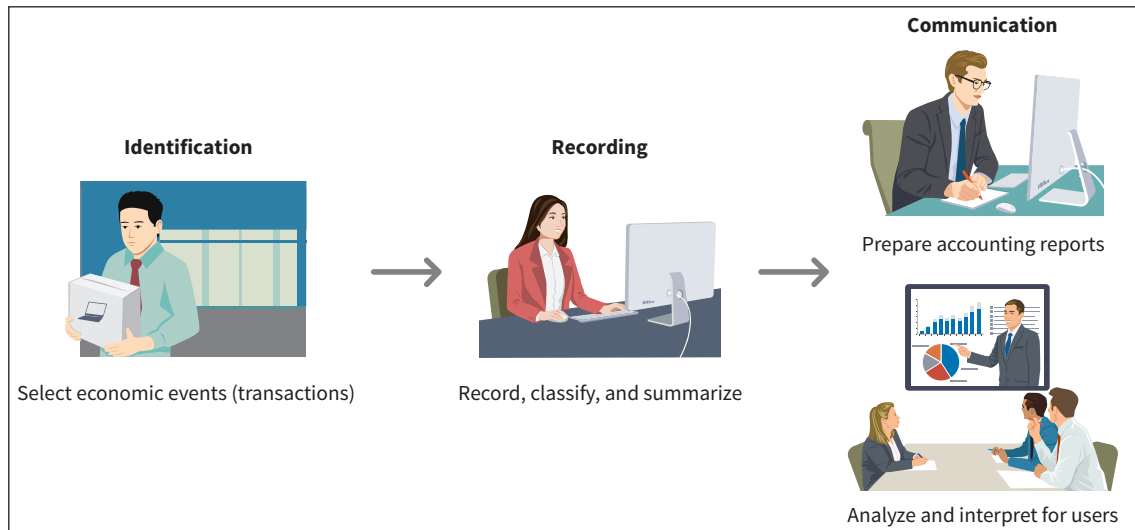 Identification
Select economic events (transactions)
Recording
Record, classify, and summarize
Communication
Prepare accounting reports
Analyze and interpret for users